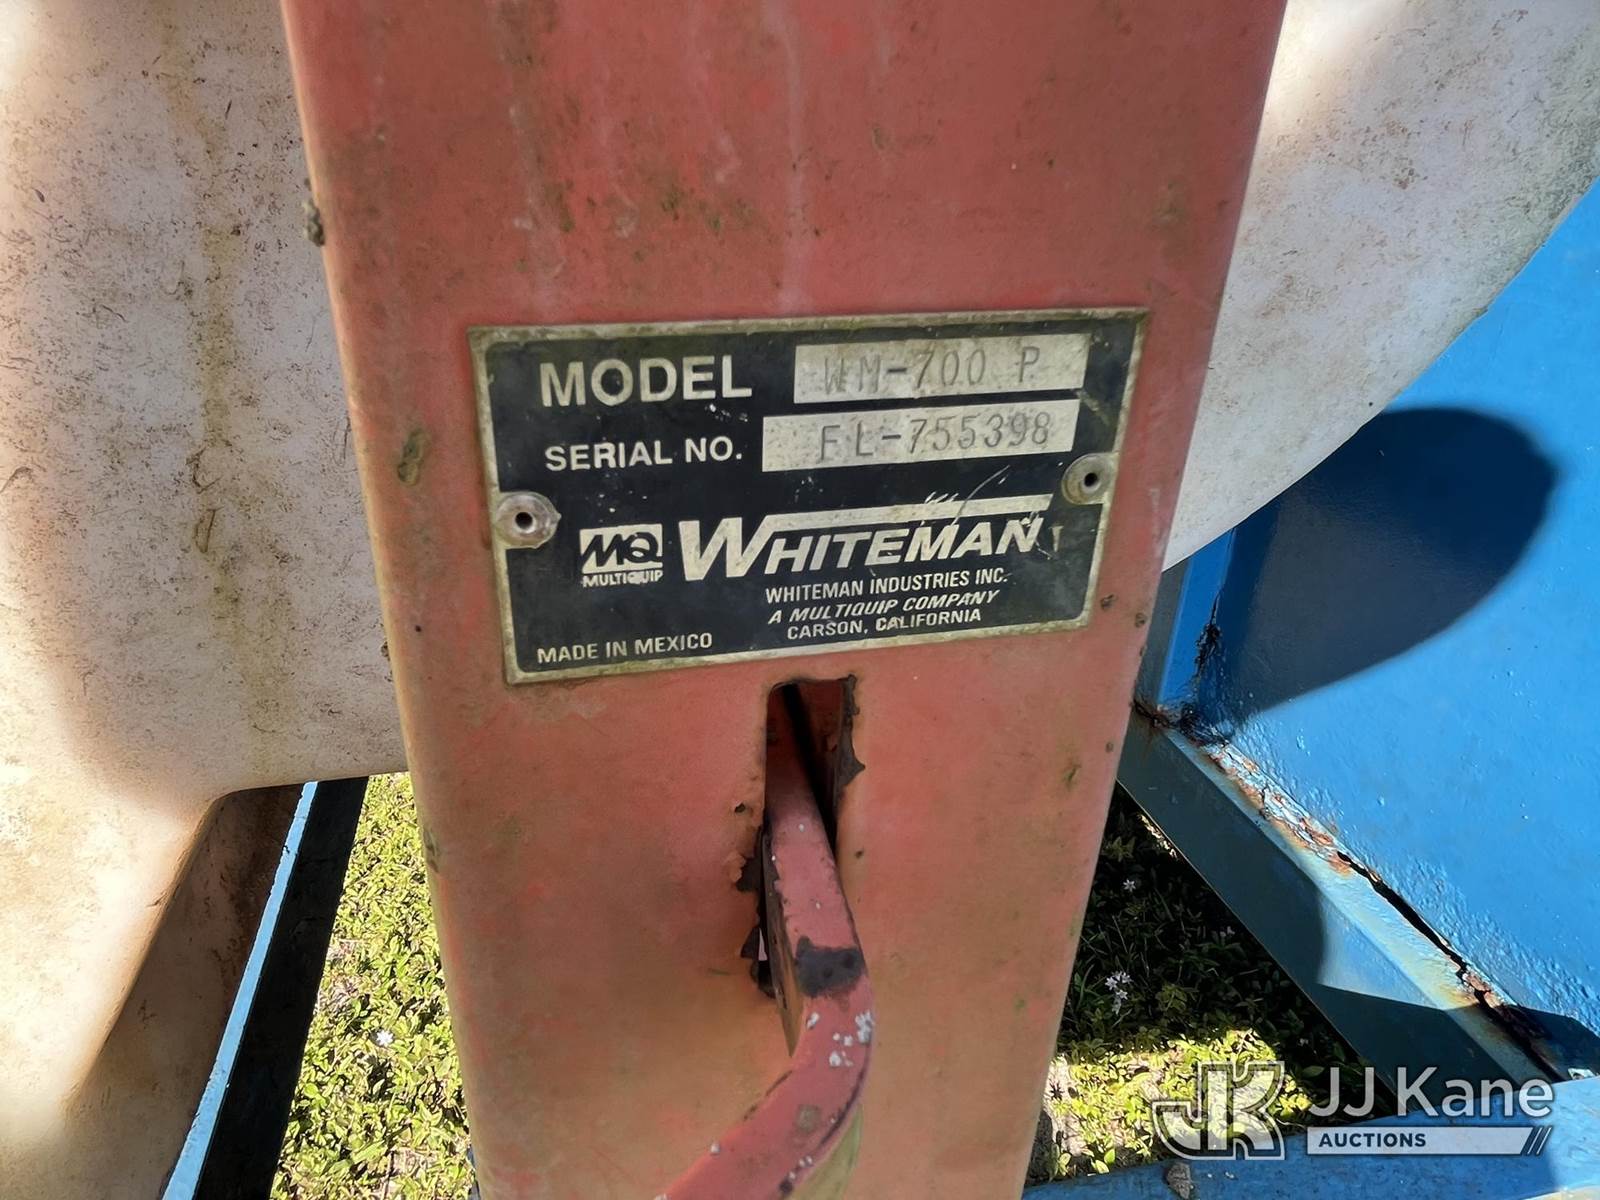 MODEL WM-700 P
SERIAL NO. FL-755398
MQ WHITEMAN
MULTIQUIP
WHITEMAN INDUSTRIES INC.
A MULTIQUIP COMPANY
CARSON, CALIFORNIA
MADE IN MEXICO
JK JJ Kane
AUCTIONS